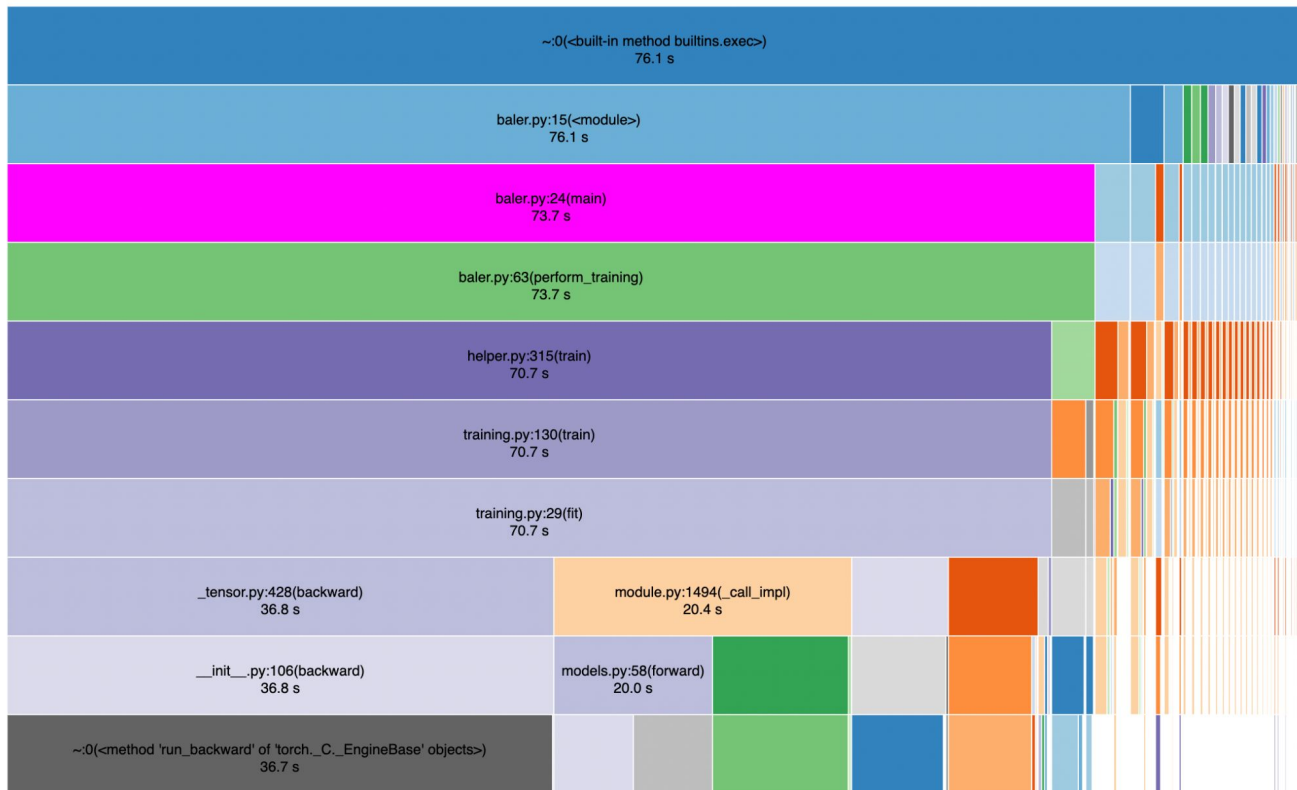 ~:0(<built-in method builtins.exec>)
76.1 s
baler.py:15(<module>)
76.1 s
baler.py:24(main)
73.7 s
baler.py:63(perform_training)
73.7 s
helper.py:315(train)
70.7 s
training.py:130(train)
70.7 s
training.py:29(fit)
70.7 s
_tensor.py:428(backward)
36.8 s
module.py:1494(_call_impl)
20.4 s
__init__.py:106(backward)
36.8 s
models.py:58(forward)
20.0 s
~:0(<method 'run_backward' of 'torch._C._EngineBase' objects>)
36.7 s